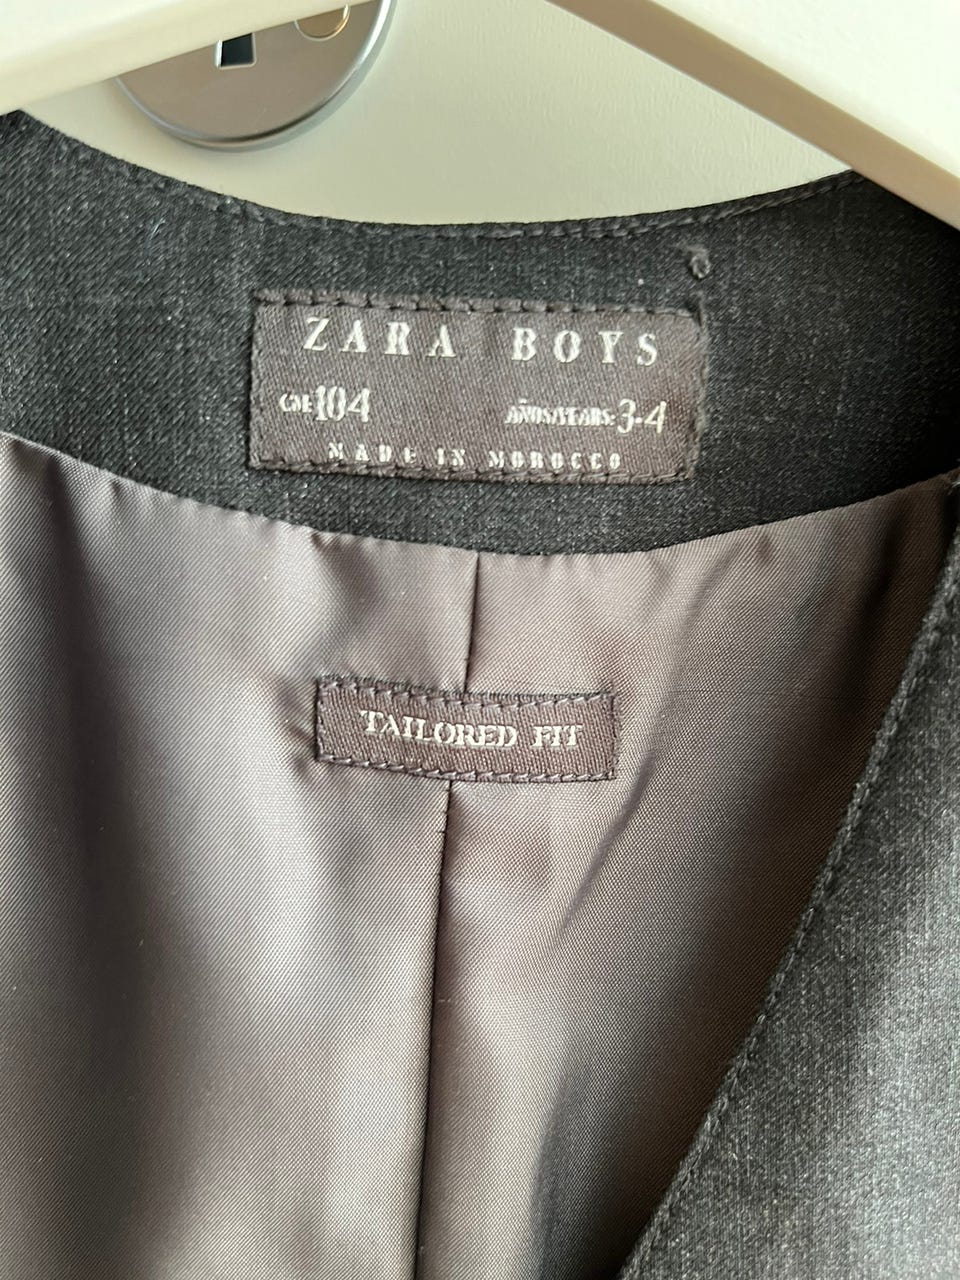 ZARA BOYS
CM: 104 AÑOS/YEARS: 3-4
MADE IN MOROCCO
TAILORED FIT